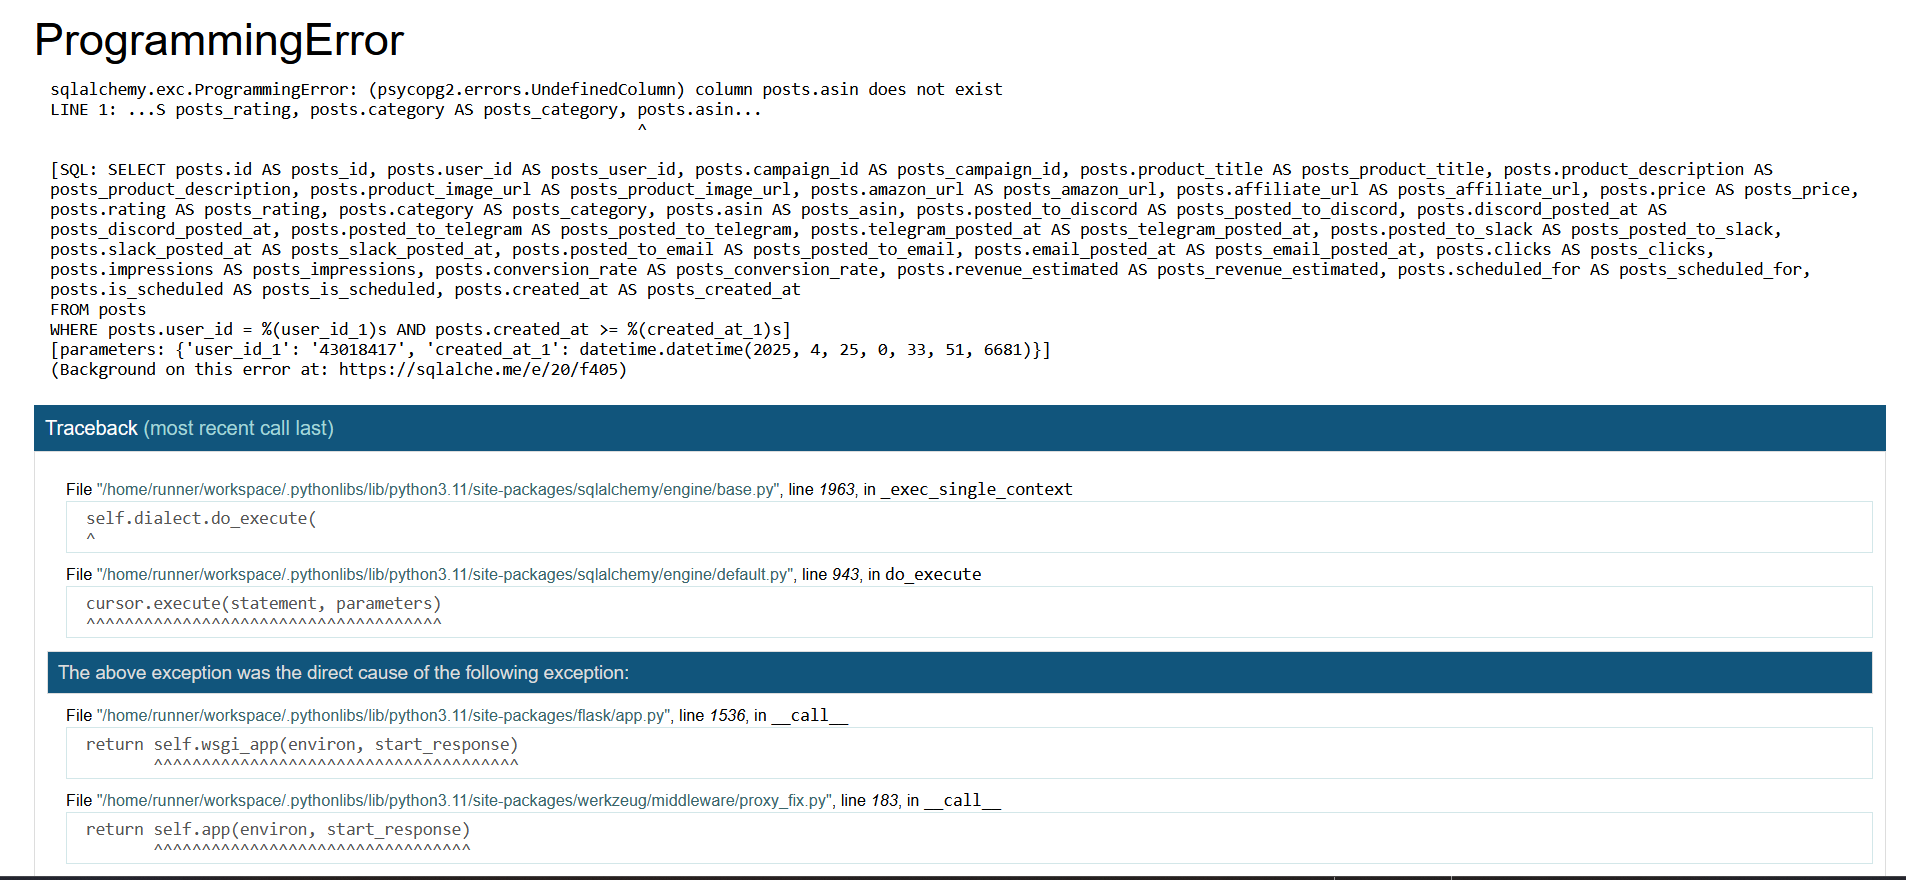 ProgrammingError
sqlalchemy.exc.ProgrammingError: (psycopg2.errors.UndefinedColumn) column posts.asin does not exist
LINE 1: ...S posts_rating, posts.category AS posts_category, posts.asin...
^
[SQL: SELECT posts.id AS posts_id, posts.user_id AS posts_user_id, posts.campaign_id AS posts_campaign_id, posts.product_title AS posts_product_title, posts.product_description AS
posts_product_description, posts.product_image_url AS posts_product_image_url, posts.amazon_url AS posts_amazon_url, posts.affiliate_url AS posts_affiliate_url, posts.price AS posts_price,
posts.rating AS posts_rating, posts.category AS posts_category, posts.asin AS posts_asin, posts.posted_to_discord AS posts_posted_to_discord, posts.discord_posted_at AS
posts_discord_posted_at, posts.posted_to_telegram AS posts_posted_to_telegram, posts.telegram_posted_at AS posts_telegram_posted_at, posts.posted_to_slack AS posts_posted_to_slack,
posts.slack_posted_at AS posts_slack_posted_at, posts.posted_to_email AS posts_posted_to_email, posts.email_posted_at AS posts_email_posted_at, posts.clicks AS posts_clicks,
posts.impressions AS posts_impressions, posts.conversion_rate AS posts_conversion_rate, posts.revenue_estimated AS posts_revenue_estimated, posts.scheduled_for AS posts_scheduled_for,
posts.is_scheduled AS posts_is_scheduled, posts.created_at AS posts_created_at
FROM posts
WHERE posts.user_id = %(user_id_1)s AND posts.created_at >= %(created_at_1)s]
[parameters: {'user_id_1': '43018417', 'created_at_1': datetime.datetime(2025, 4, 25, 0, 33, 51, 6681)}]
(Background on this error at: https://sqlalche.me/e/20/f405)
Traceback (most recent call last)
File "/home/runner/workspace/.pythonlibs/lib/python3.11/site-packages/sqlalchemy/engine/base.py", line 1963, in _exec_single_context
self.dialect.do_execute(
^
File "/home/runner/workspace/.pythonlibs/lib/python3.11/site-packages/sqlalchemy/engine/default.py", line 943, in do_execute
cursor.execute(statement, parameters)
^^^^^^^^^^^^^^^^^^^^^^^^^^^^^^^^^^^^^
The above exception was the direct cause of the following exception:
File "/home/runner/workspace/.pythonlibs/lib/python3.11/site-packages/flask/app.py", line 1536, in __call__
return self.wsgi_app(environ, start_response)
^^^^^^^^^^^^^^^^^^^^^^^^^^^^^^^^^^^^^^
File "/home/runner/workspace/.pythonlibs/lib/python3.11/site-packages/werkzeug/middleware/proxy_fix.py", line 183, in __call__
return self.app(environ, start_response)
^^^^^^^^^^^^^^^^^^^^^^^^^^^^^^^^^